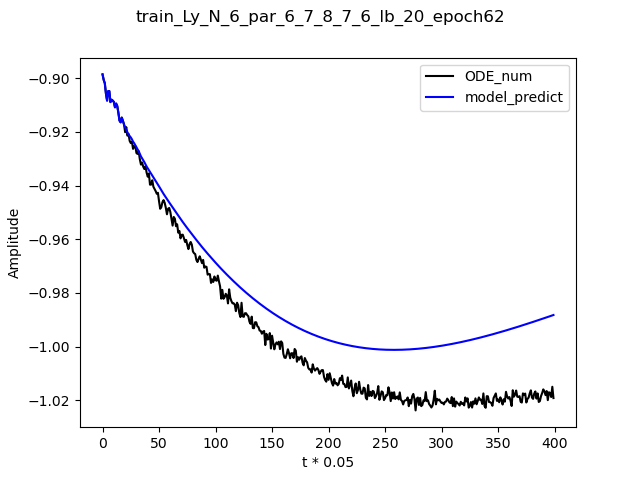 train_Ly_N_6_par_6_7_8_7_6_lb_20_epoch62
ODE_num
model_predict
−0.90
−0.92
−0.94
−0.96
−0.98
−1.00
−1.02
Amplitude
0 50 100 150 200 250 300 350 400
t * 0.05